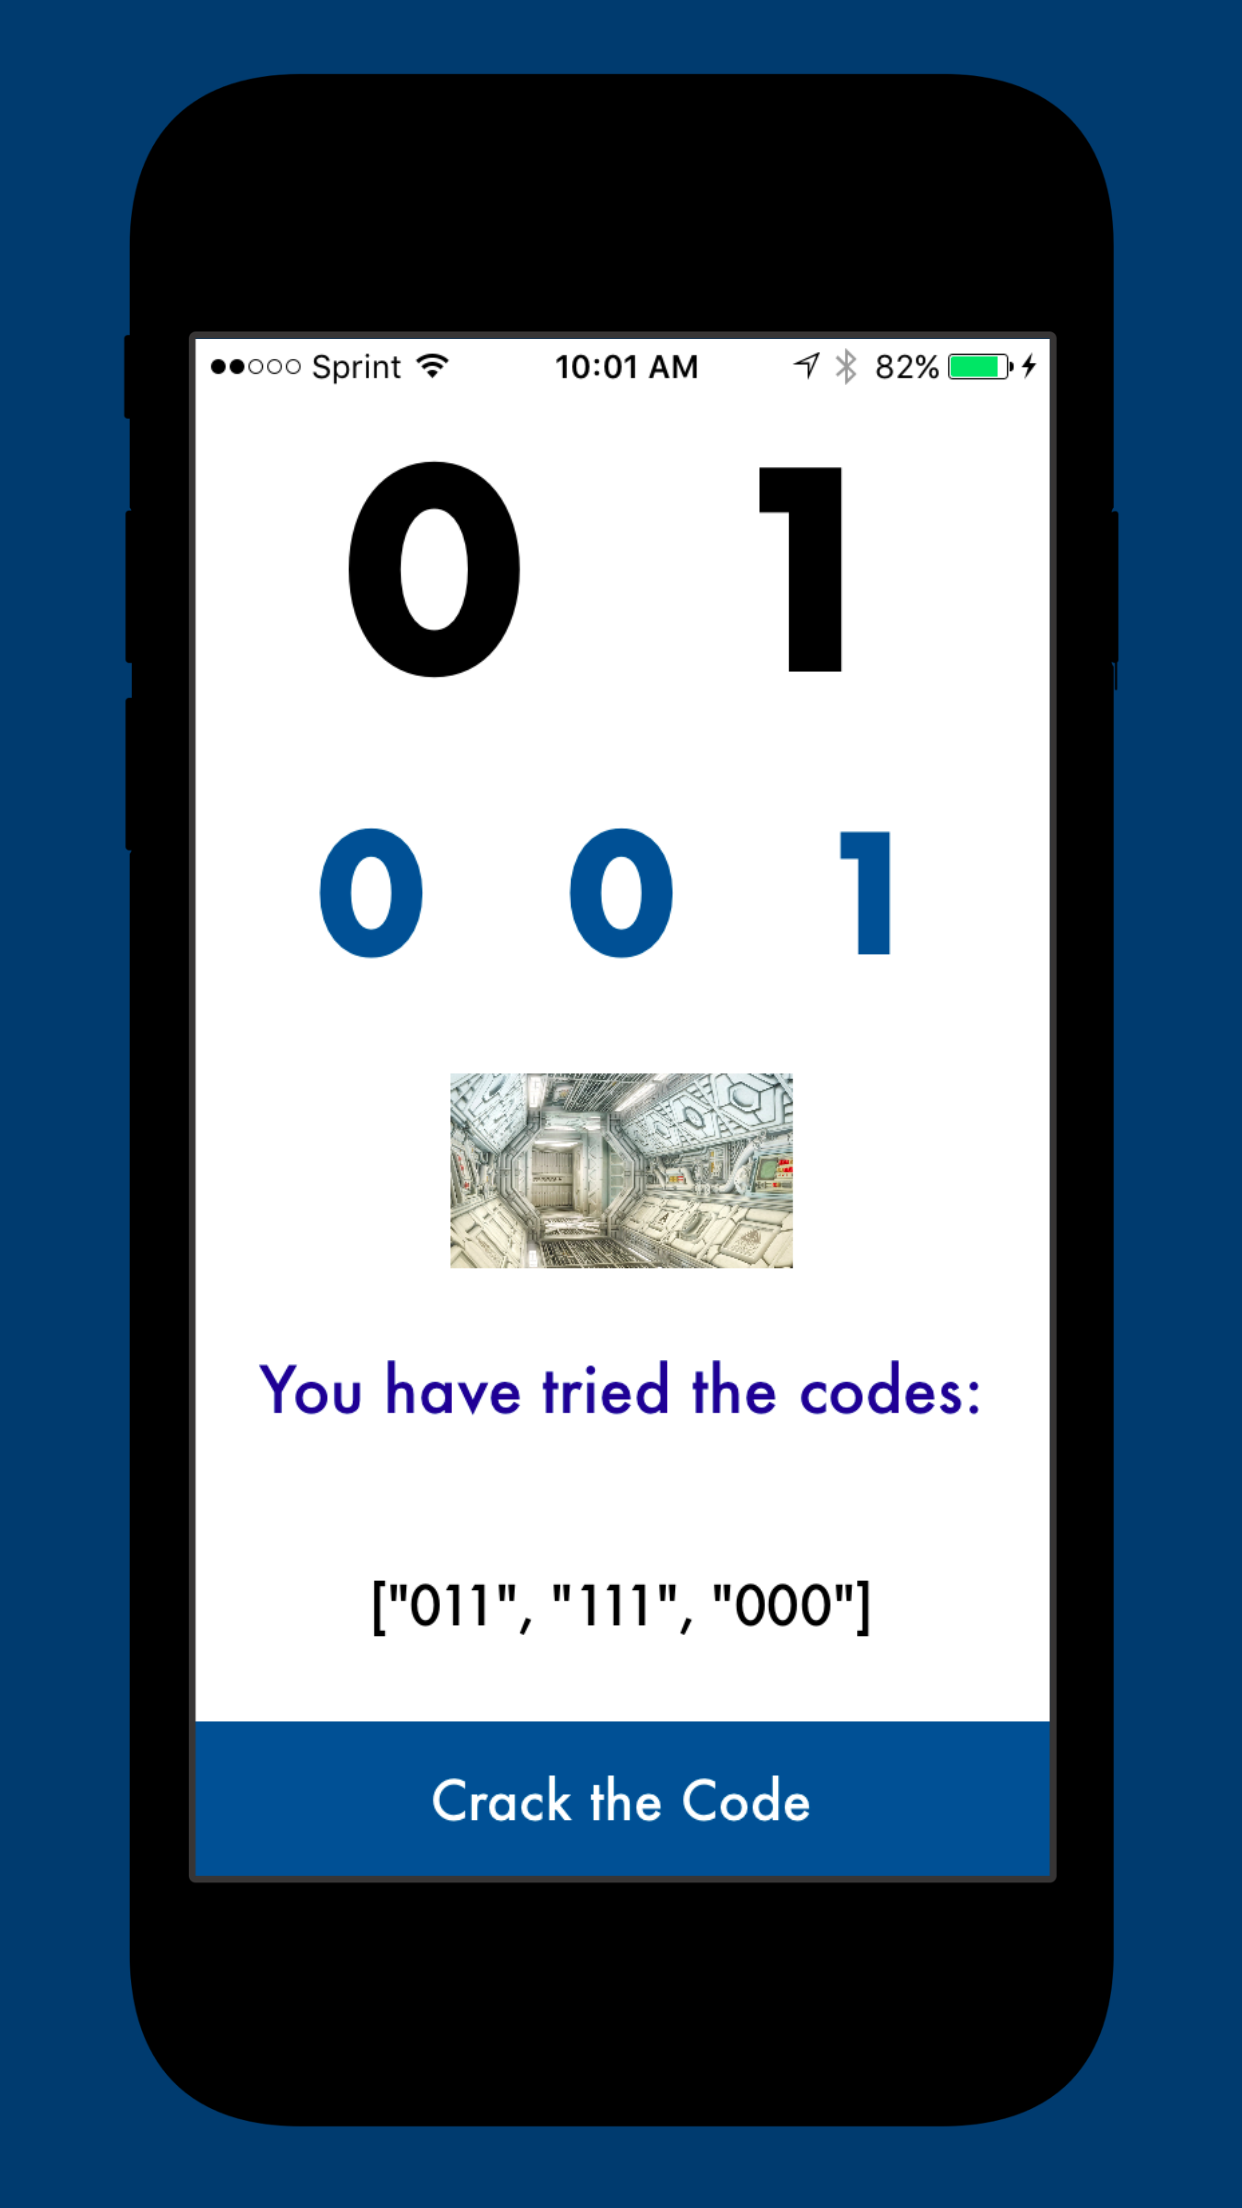 Sprint 10:01 AM 82%
0 1
0 0 1
You have tried the codes:
["011", "111", "000"]
Crack the Code